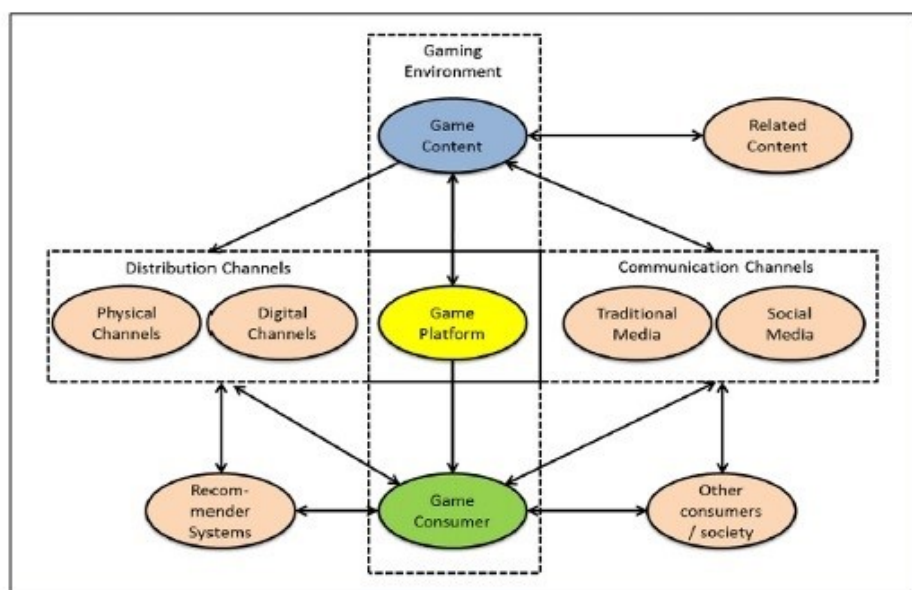 Gaming
Environment
Game
Content
Related
Content
Distribution Channels
Communication Channels
Physical
Channels
Digital
Channels
Game
Platform
Traditional
Media
Social
Media
Recom-
mender
Systems
Game
Consumer
Other
consumers
/ society